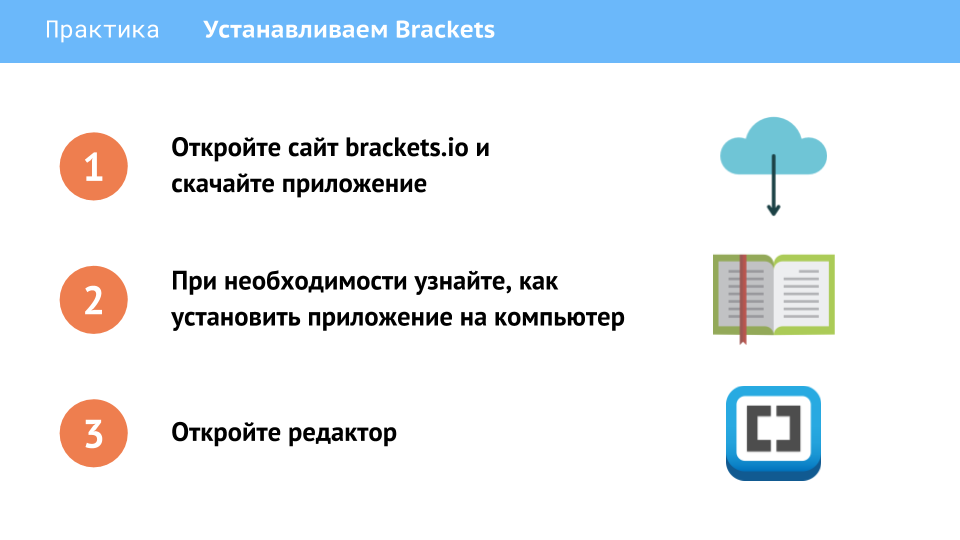 Практика Устанавливаем Brackets
1
Откройте сайт brackets.io и
скачайте приложение
2
При необходимости узнайте, как
установить приложение на компьютер
3
Откройте редактор